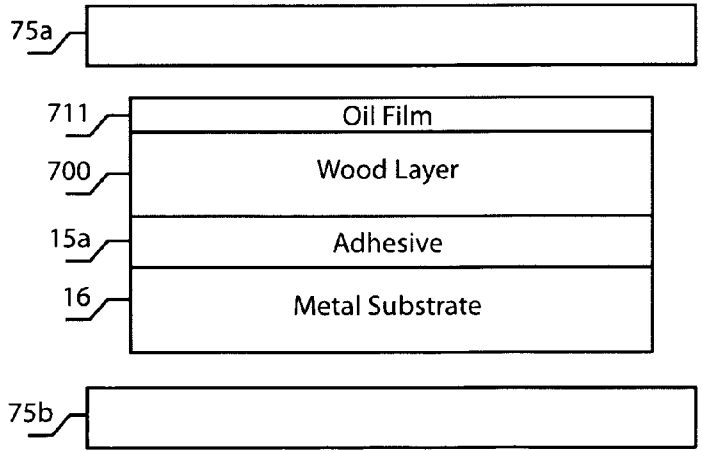 75a
711 Oil Film
700 Wood Layer
15a Adhesive
16 Metal Substrate
75b